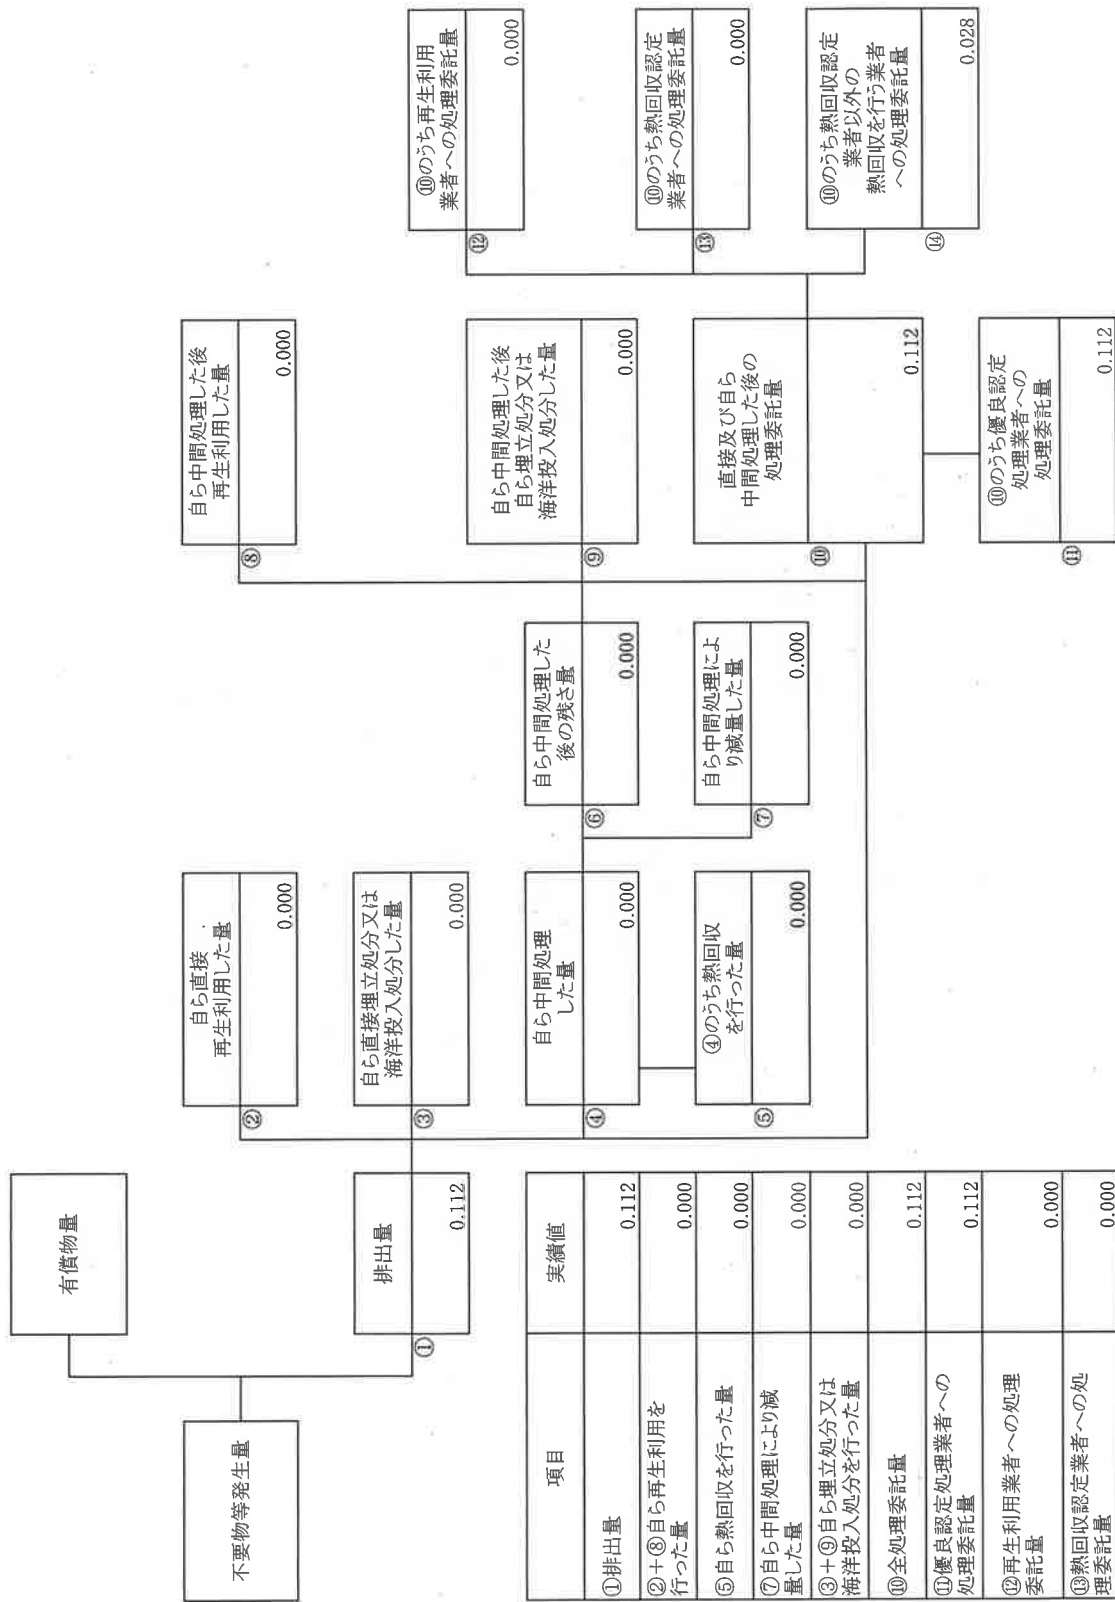 不要物等発生量
有償物量
①
排出量
0.112
②
自ら直接
再生利用した量
0.000
③
自ら直接埋立処分又は
海洋投入処分した量
0.000
④
自ら中間処理
した量
0.000
⑤
④のうち熱回収
を行った量
0.000
⑥
自ら中間処理した
後の残さ量
0.000
⑦
自ら中間処理によ
り減量した量
0.000
⑧
自ら中間処理した後
再生利用した量
0.000
⑨
自ら中間処理した後
自ら埋立処分又は
海洋投入処分した量
0.000
⑩
直接及び自ら
中間処理した後の
処理委託量
0.112
⑪
⑩のうち優良認定
処理業者への
処理委託量
0.112
⑫
⑩のうち再生利用
業者への処理委託量
0.000
⑬
⑩のうち熱回収認定
業者への処理委託量
0.000
⑭
⑩のうち熱回収認定
業者以外の
熱回収を行う業者
への処理委託量
0.028
項目 実績値
①排出量 0.112
②+⑧自ら再生利用を
行った量 0.000
⑤自ら熱回収を行った量 0.000
⑦自ら中間処理により減
量した量 0.000
③+⑨自ら埋立処分又は
海洋投入処分を行った量 0.000
⑩全処理委託量 0.112
⑪優良認定処理業者への
処理委託量 0.112
⑫再生利用業者への処理
委託量 0.000
⑬熱回収認定業者への処
理委託量 0.000